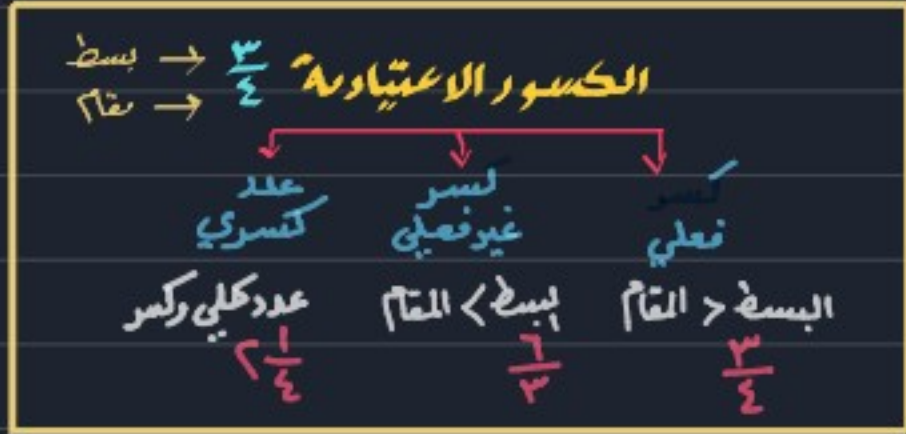 الكسور الاعتيادية
٣/٤
→ بسط
→ مقام
كسر فعلي
البسط > المقام
٣/٤
كسر غير فعلي
البسط < المقام
٦/٣
عدد كسري
عدد كلي وكسر
٢ ١/٤